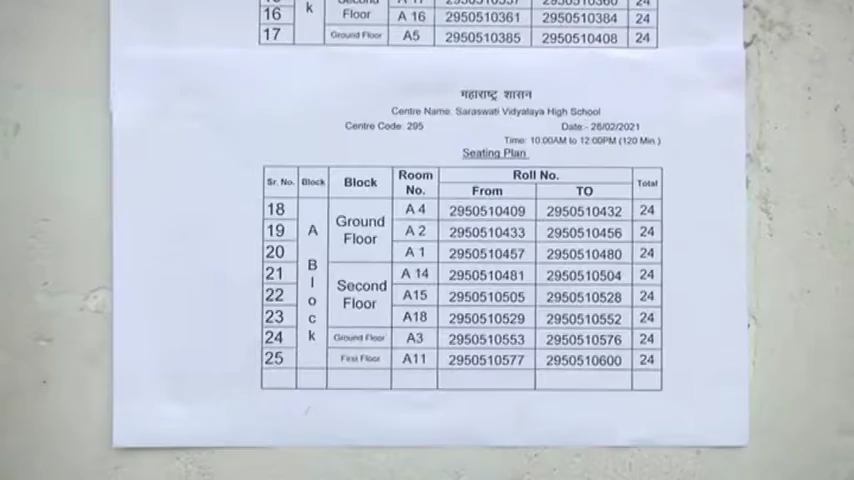 16 k Floor A 16 2950510361 2950510384 24
17 Ground Floor A5 2950510385 2950510408 24
महाराष्ट्र शासन
Centre Name: Saraswati Vidyalaya High School
Centre Code: 295 Date:- 26/02/2021
Time: 10:00AM to 12:00PM (120 Min.)
Seating Plan
Sr. No. Block Block Room No. Roll No. Total
From TO
18 A Block Ground Floor A 4 2950510409 2950510432 24
19 A 2 2950510433 2950510456 24
20 A 1 2950510457 2950510480 24
21 Second Floor A 14 2950510481 2950510504 24
22 A15 2950510505 2950510528 24
23 A18 2950510529 2950510552 24
24 Ground Floor A3 2950510553 2950510576 24
25 First Floor A11 2950510577 2950510600 24